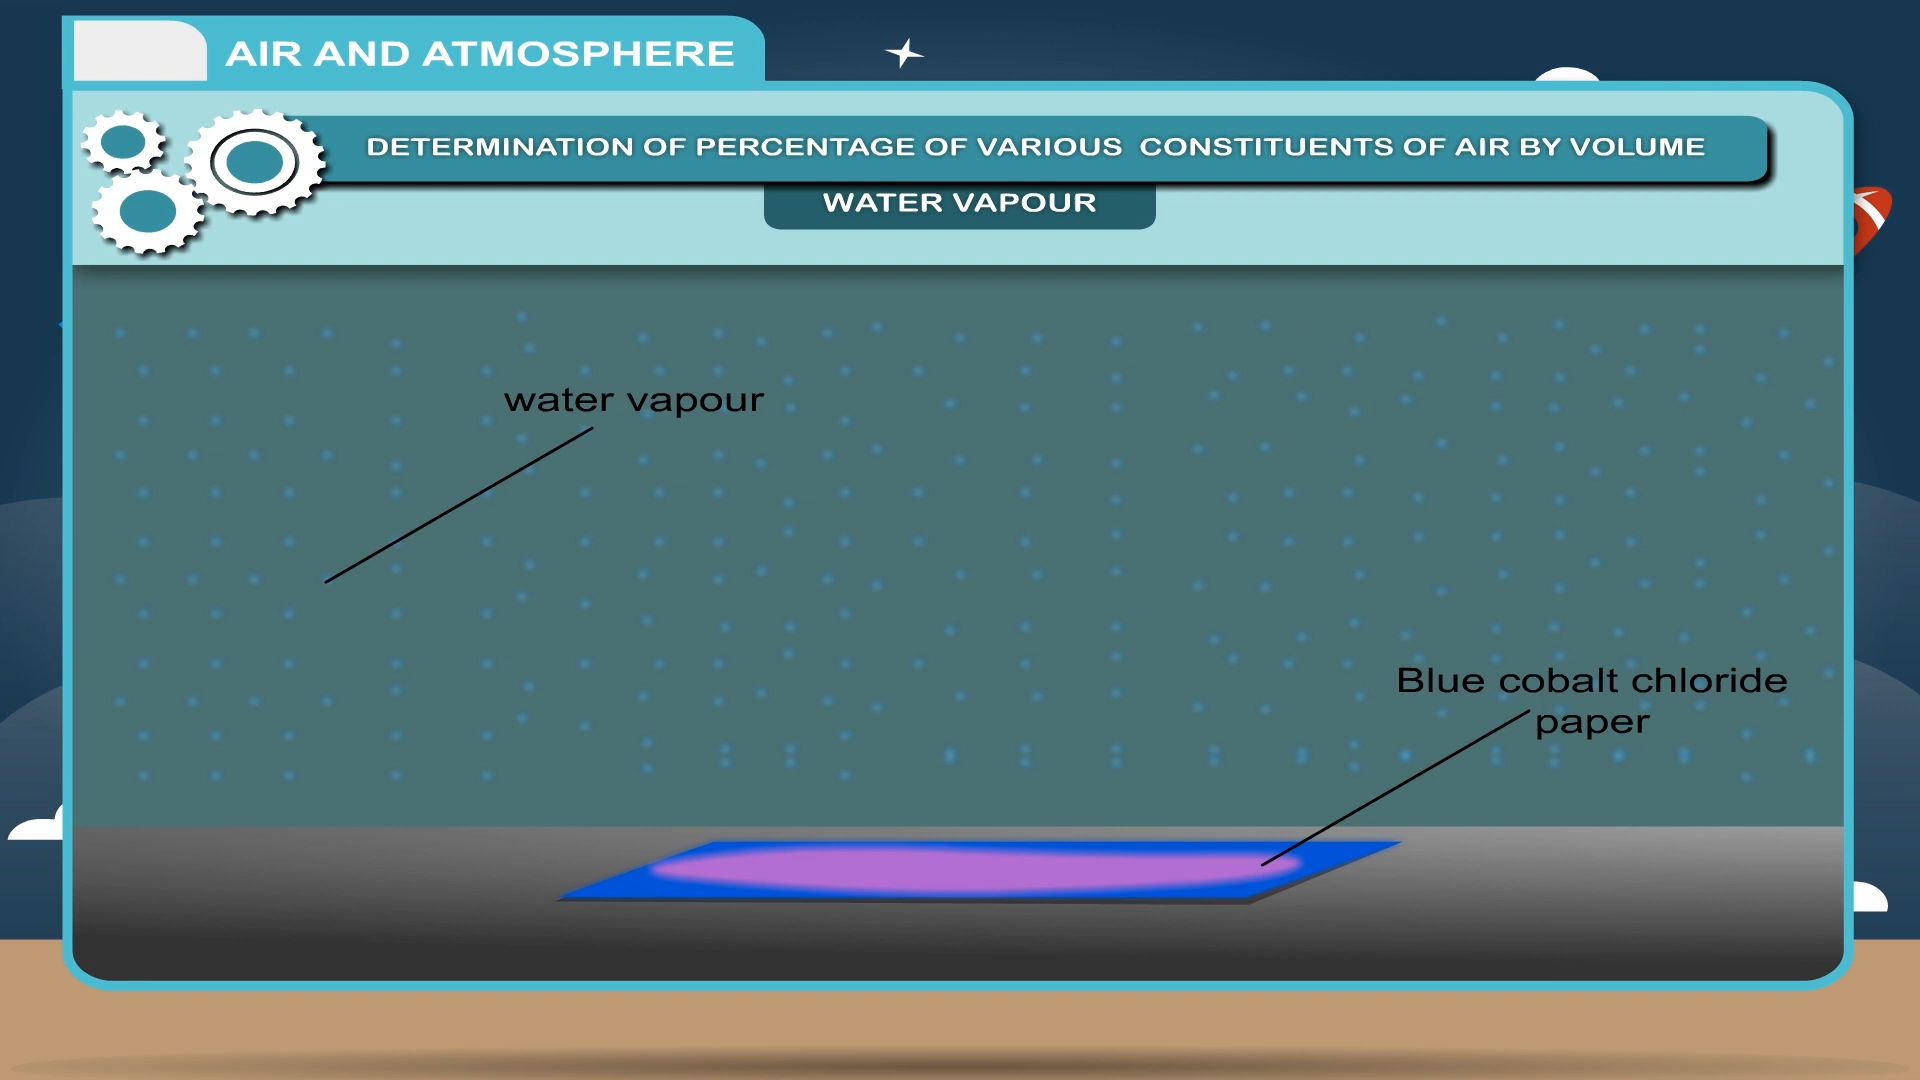 AIR AND ATMOSPHERE
DETERMINATION OF PERCENTAGE OF VARIOUS CONSTITUENTS OF AIR BY VOLUME
WATER VAPOUR
water vapour
Blue cobalt chloride
paper